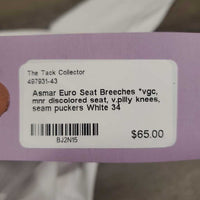 The Tack Collector
497931-43
Asmar Euro Seat Breeches *vgc,
mnr discolored seat, v.pilly knees,
seam puckers White 34
$65.00
BJ2N15